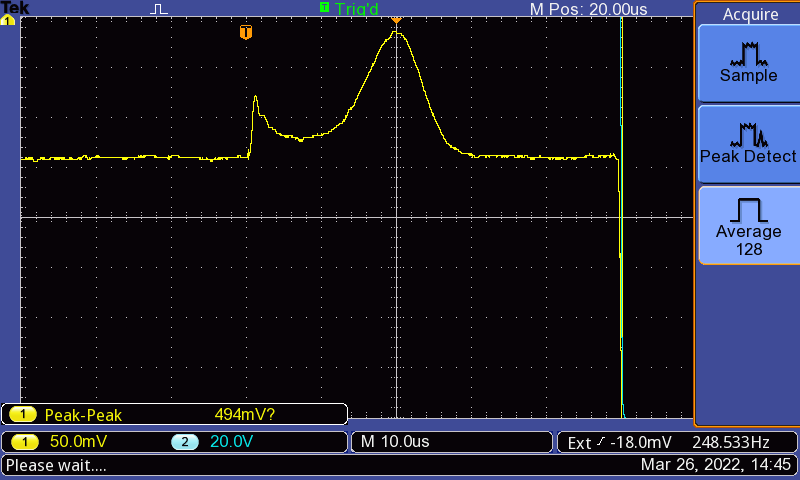 Tek
T Trig'd
M Pos: 20.00us
Acquire
1
T
Sample
Peak Detect
Average
128
1 Peak-Peak 494mV?
1 50.0mV 2 20.0V M 10.0us Ext -18.0mV 248.533Hz
Please wait.... Mar 26, 2022, 14:45